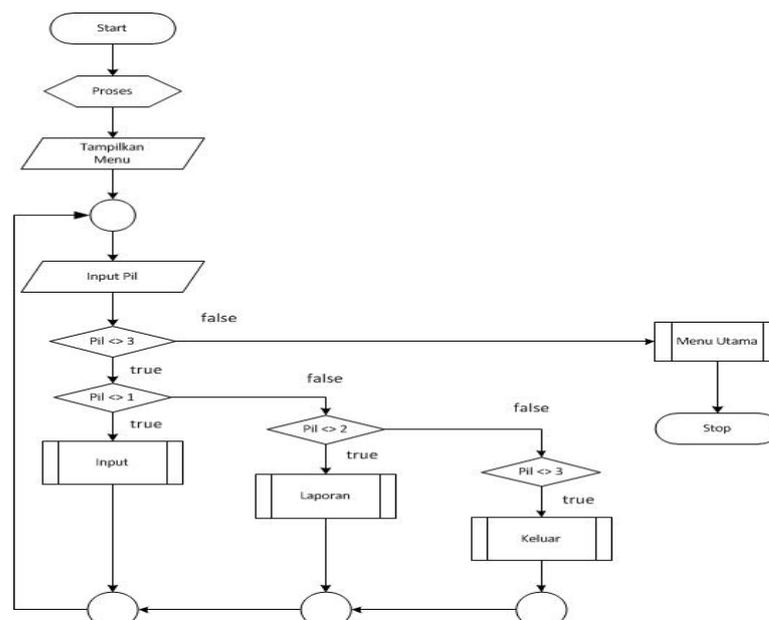 Start
Proses
Tampilkan
Menu
Input Pil
false
Pil <> 3
Menu Utama
true
false
Pil <> 1
false
true
Pil <> 2
Stop
true
Input
Pil <> 3
Laporan
true
Keluar